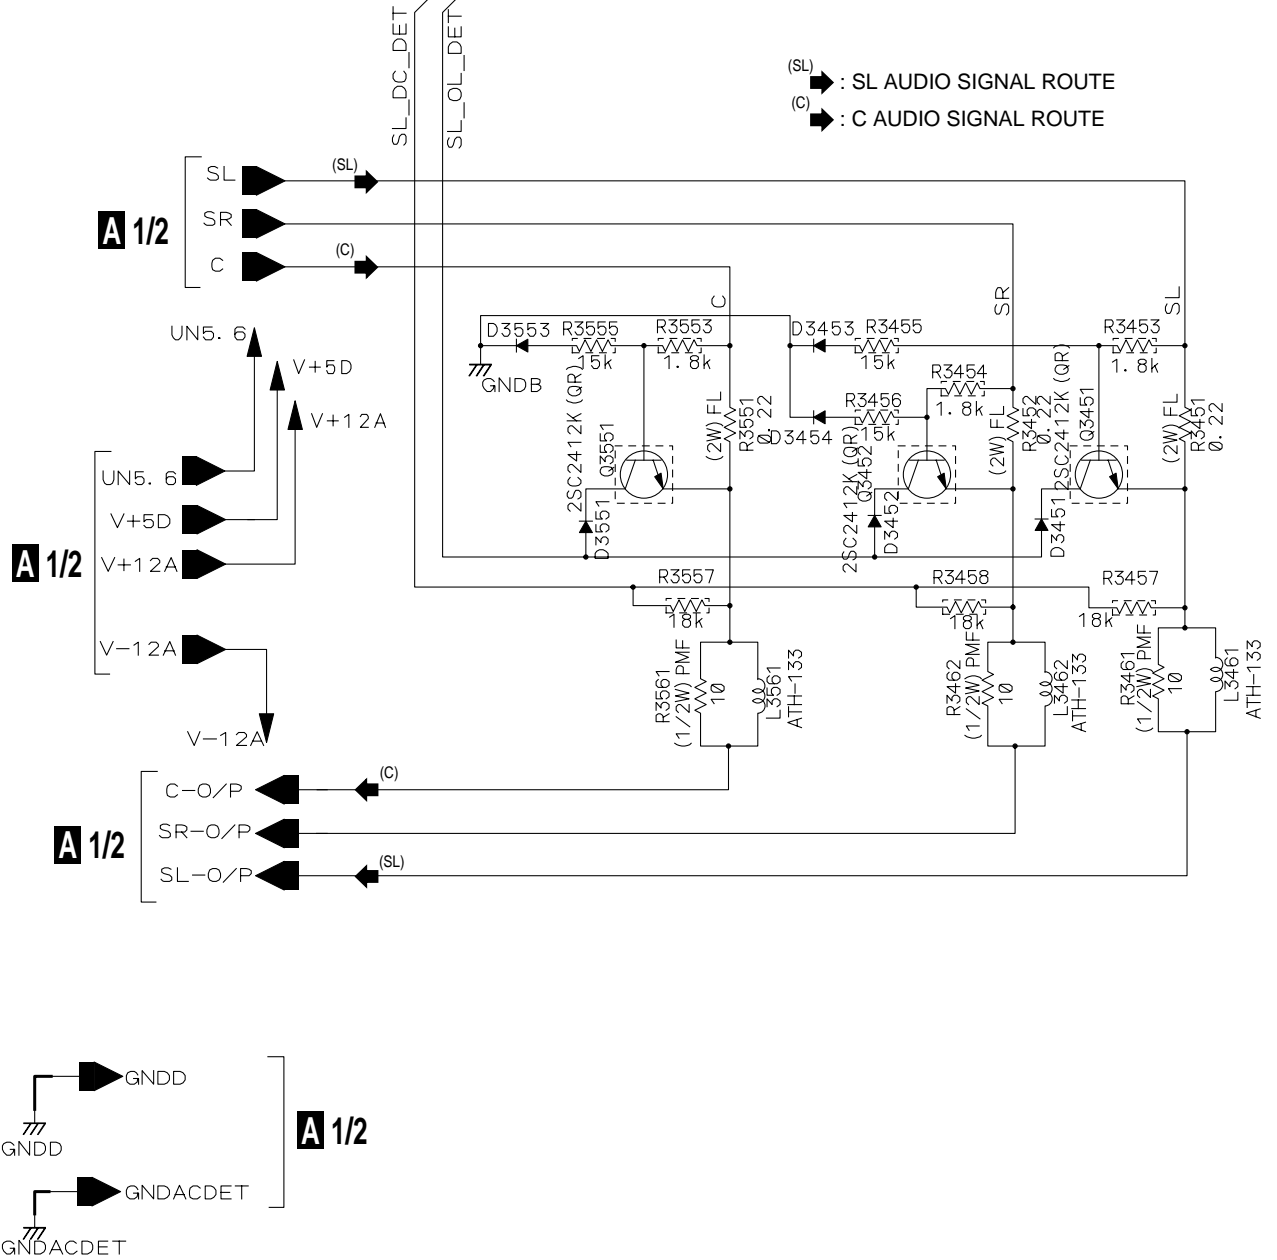 SL_DC_DET
SL_OL_DET
(SL)
: SL AUDIO SIGNAL ROUTE
(C)
: C AUDIO SIGNAL ROUTE
A 1/2
SL
(SL)
SR
C
(C)
C
SR
SL
UN5. 6
V+5D
V+12A
D3553
R3555
15k
R3553
1. 8k
GNDB
D3453
R3455
15k
R3453
1. 8k
R3454
1. 8k
D3454
R3456
15k
2SC2412K (QR)
Q3551
D3551
(2W) FL
R3551
0. 22
2SC2412K (QR)
Q3452
D3452
(2W) FL
R3452
0. 22
2SC2412K (QR)
Q3451
D3451
(2W) FL
R3451
0. 22
A 1/2
UN5. 6
V+5D
V+12A
V-12A
V-12A
R3557
18k
R3458
18k
R3457
18k
R3561
(1/2W) PMF
10
L3561
ATH-133
R3462
(1/2W) PMF
10
L3462
ATH-133
R3461
(1/2W) PMF
10
L3461
ATH-133
A 1/2
C-O/P
(C)
SR-O/P
SL-O/P
(SL)
GNDD
GNDD
A 1/2
GNDACDET
GNDACDET